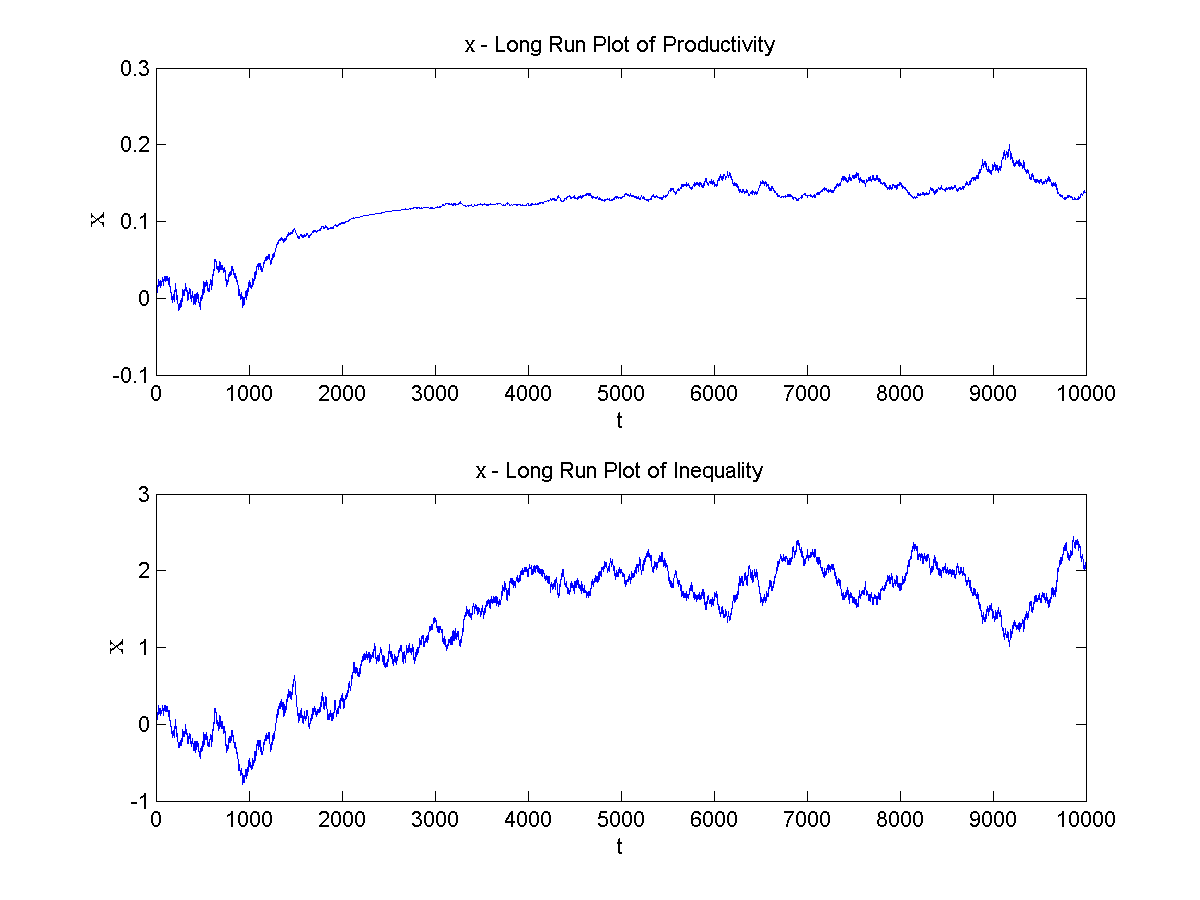 x - Long Run Plot of Productivity
0.3
0.2
0.1
0
-0.1
X
0 1000 2000 3000 4000 5000 6000 7000 8000 9000 10000
t
x - Long Run Plot of Inequality
3
2
1
0
-1
X
0 1000 2000 3000 4000 5000 6000 7000 8000 9000 10000
t